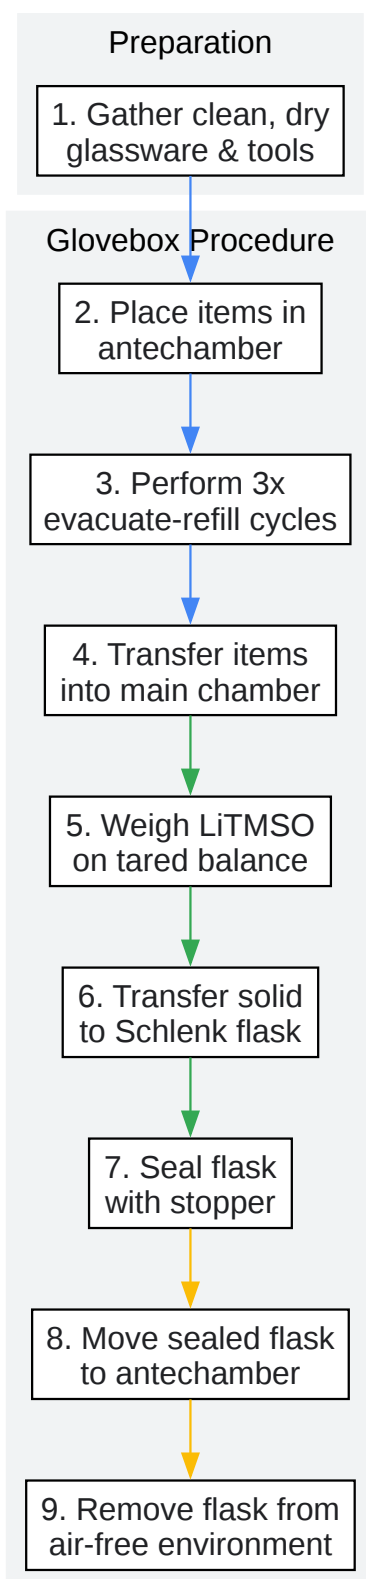 Preparation
1. Gather clean, dry
glassware & tools
Glovebox Procedure
2. Place items in
antechamber
3. Perform 3x
evacuate-refill cycles
4. Transfer items
into main chamber
5. Weigh LiTMSO
on tared balance
6. Transfer solid
to Schlenk flask
7. Seal flask
with stopper
8. Move sealed flask
to antechamber
9. Remove flask from
air-free environment